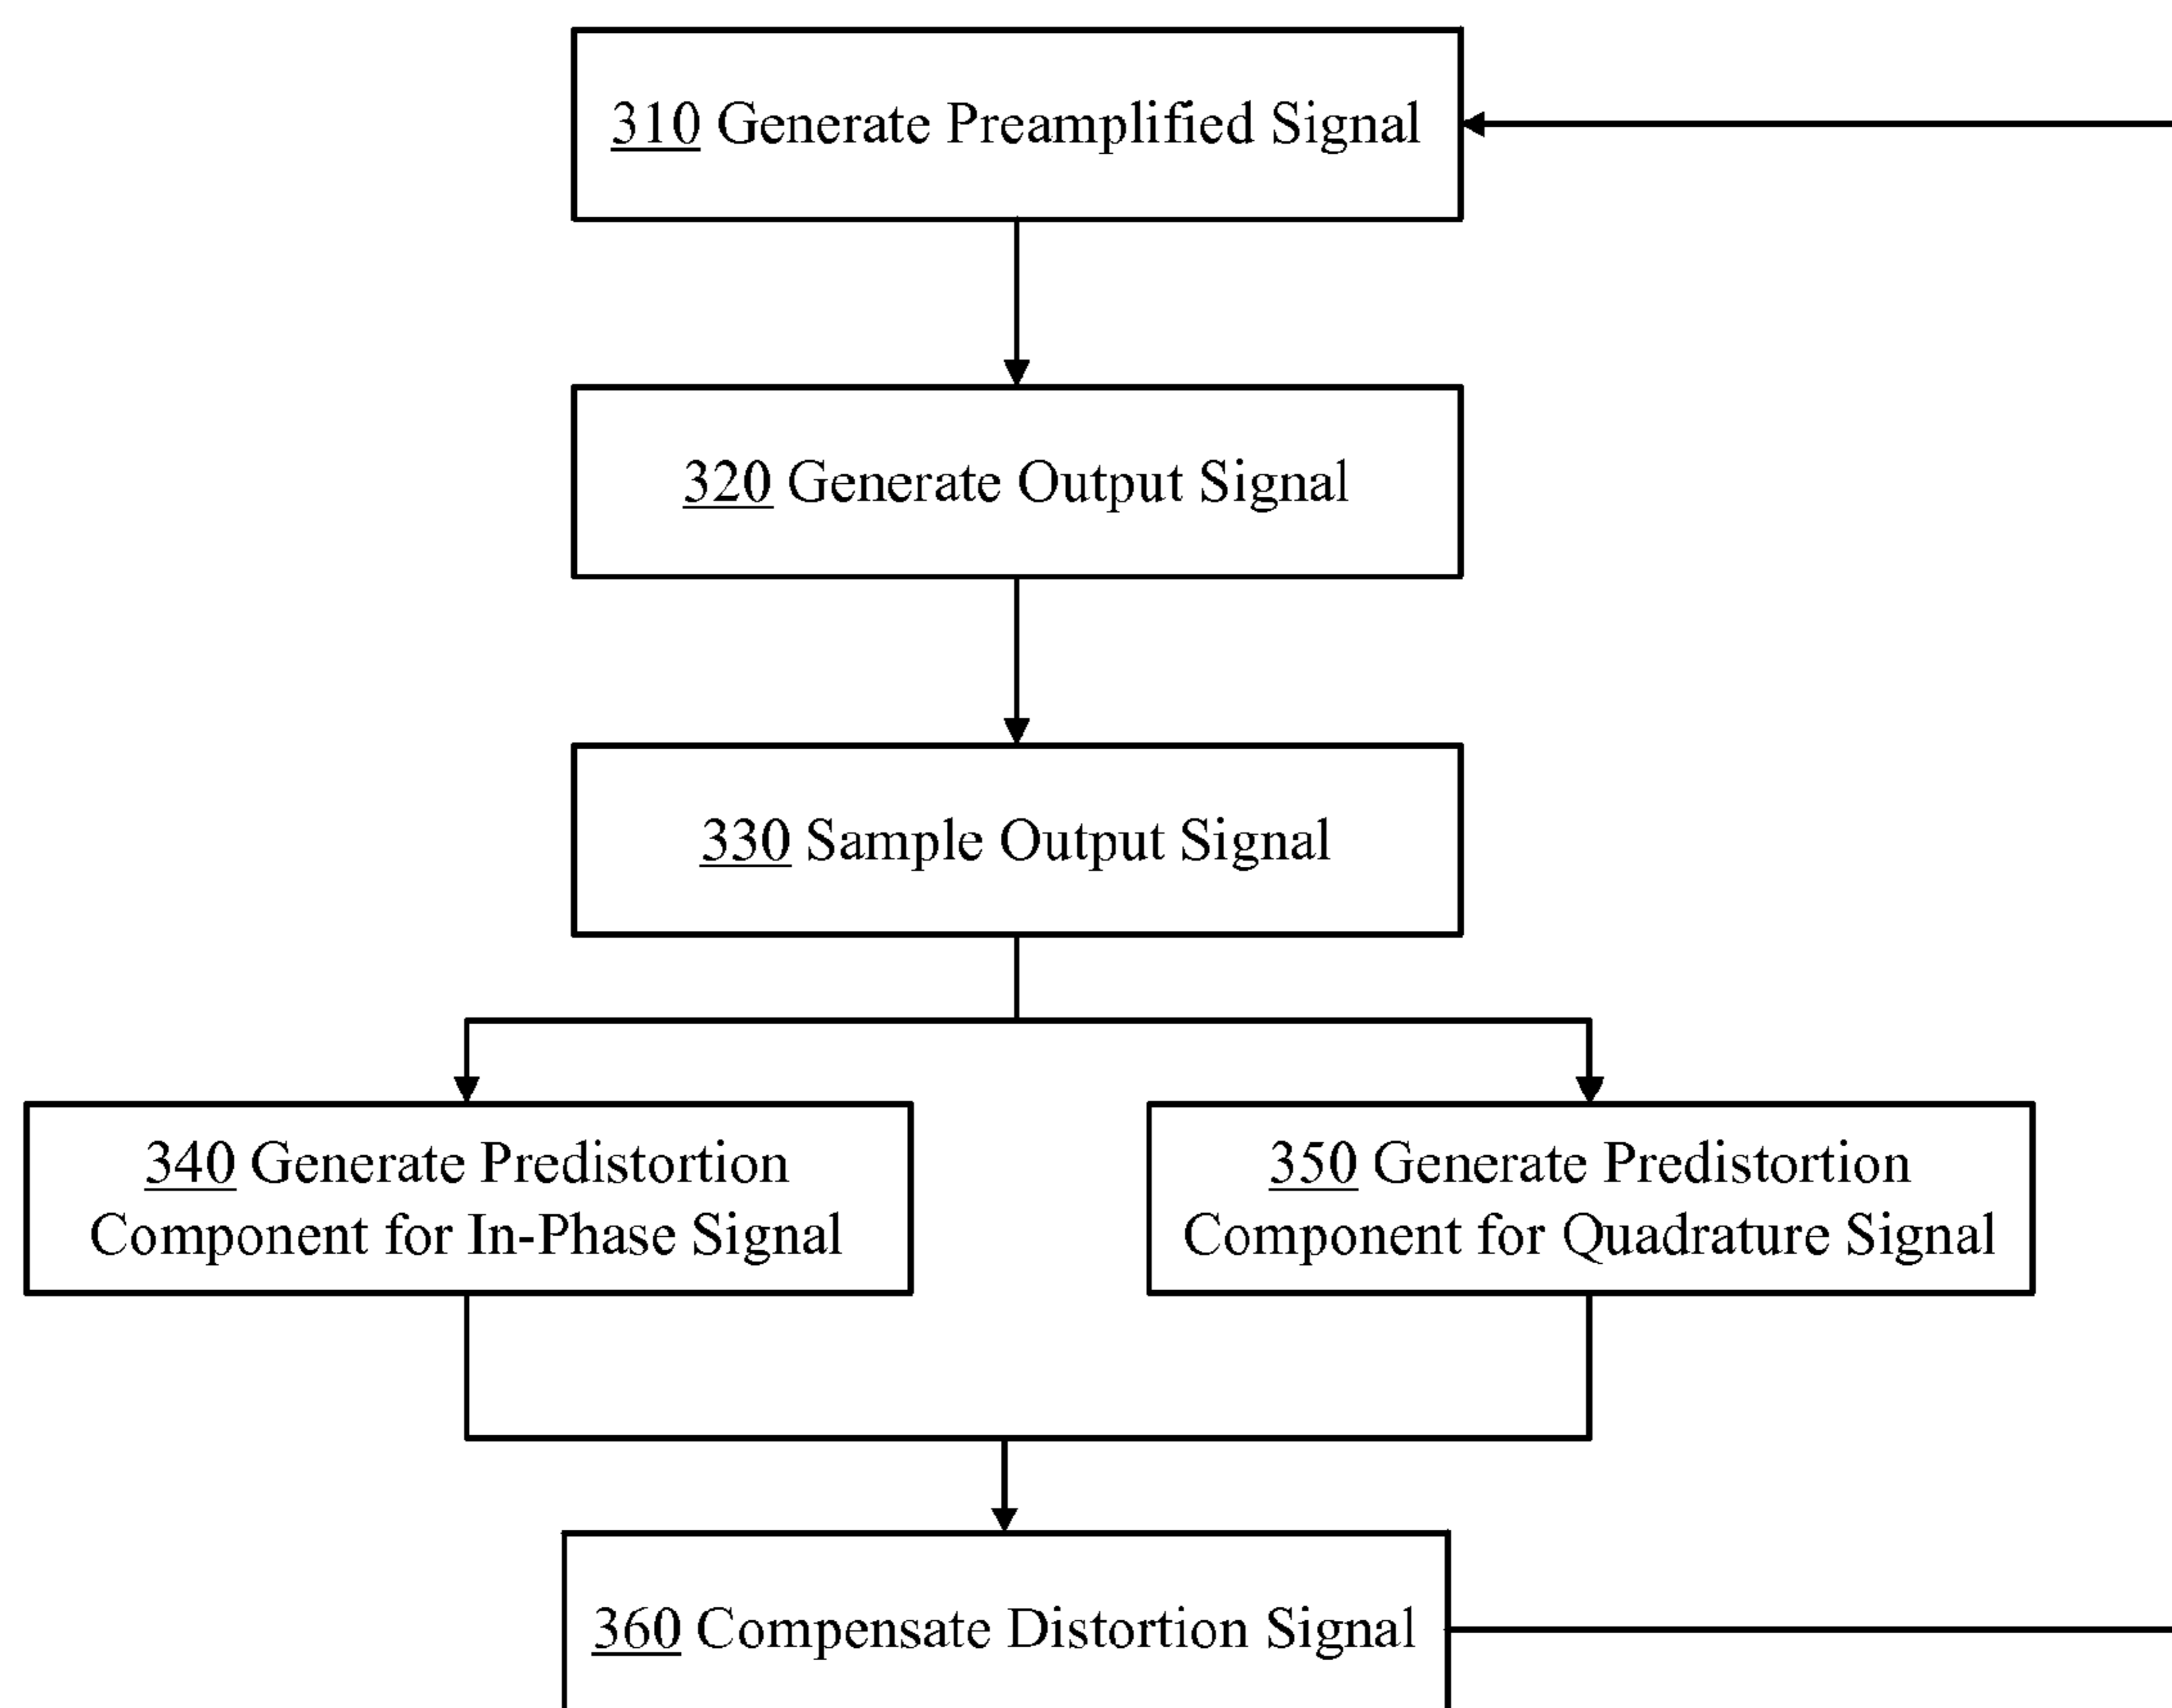 310 Generate Preamplified Signal
320 Generate Output Signal
330 Sample Output Signal
340 Generate Predistortion
Component for In-Phase Signal
350 Generate Predistortion
Component for Quadrature Signal
360 Compensate Distortion Signal